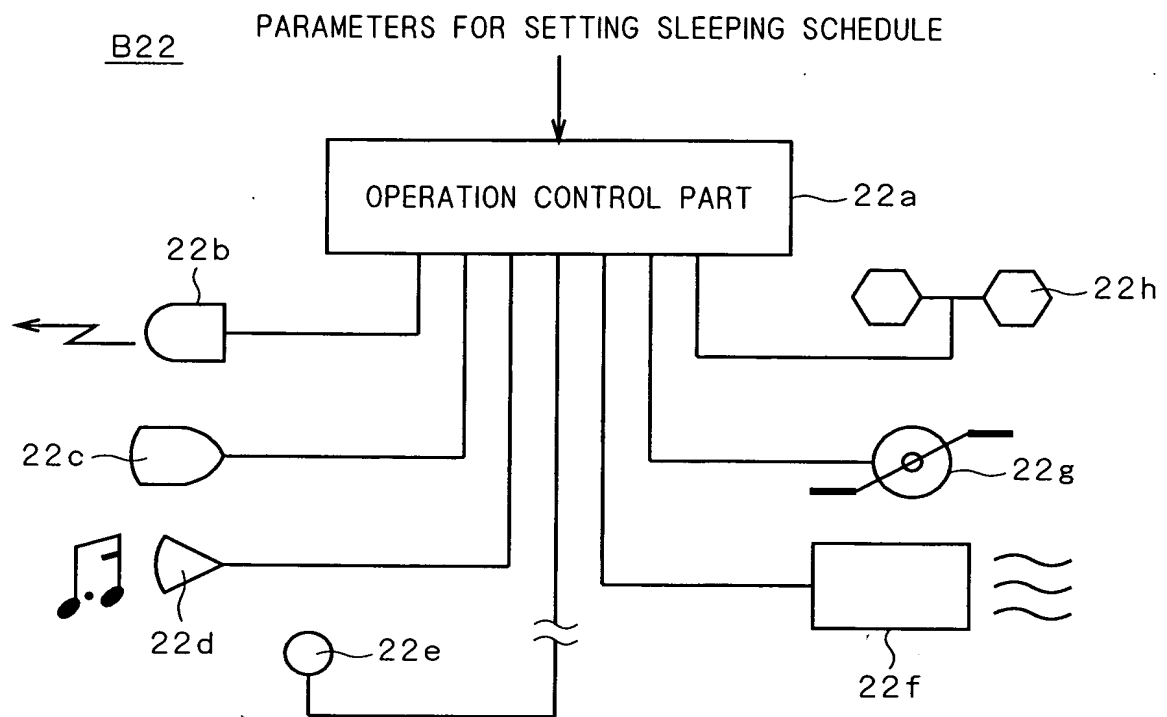 B22
PARAMETERS FOR SETTING SLEEPING SCHEDULE
OPERATION CONTROL PART
22a
22b
22h
22c
22g
22d
22e
22f